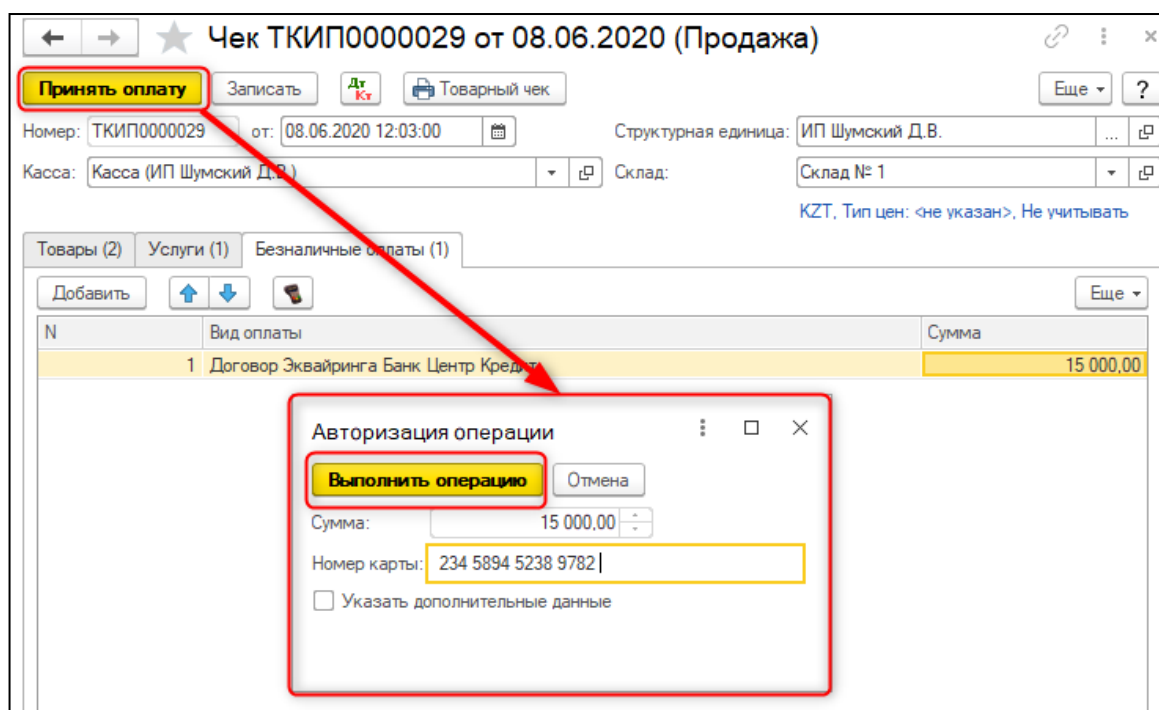 Чек ТКИП0000029 от 08.06.2020 (Продажа)
Принять оплату Записать Дт Кт Товарный чек Еще ?
Номер: ТКИП0000029 от: 08.06.2020 12:03:00 Структурная единица: ИП Шумский Д.В. ...
Касса: Касса (ИП Шумский Д.В.) Склад: Склад № 1
KZT, Тип цен: <не указан>, Не учитывать
Товары (2) Услуги (1) Безналичные оплаты (1)
Добавить Еще
N Вид оплаты Сумма
1 Договор Эквайринга Банк Центр Кредит 15 000,00
Авторизация операции
Выполнить операцию Отмена
Сумма: 15 000,00
Номер карты: 234 5894 5238 9782
Указать дополнительные данные